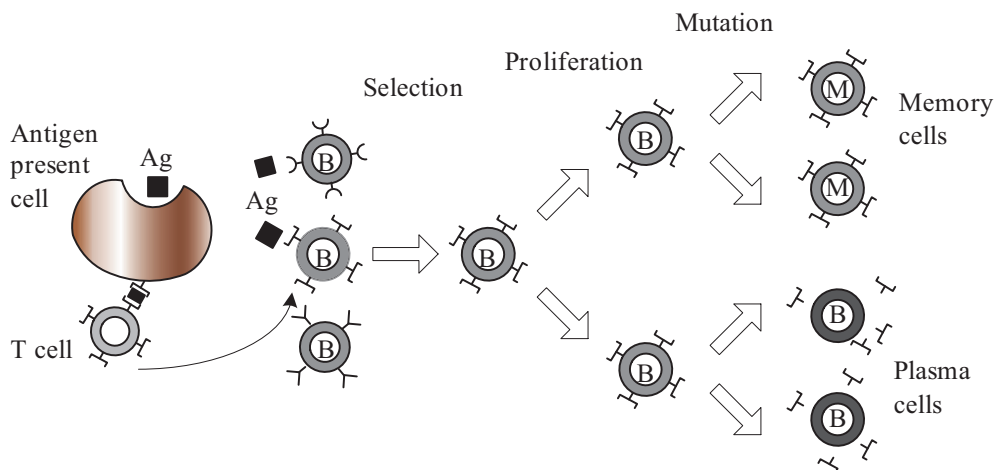 Mutation
Proliferation
Selection
Antigen
present
cell
Ag
Ag
T cell
B
B
B
B
B
B
M
M
Memory
cells
B
B
Plasma
cells